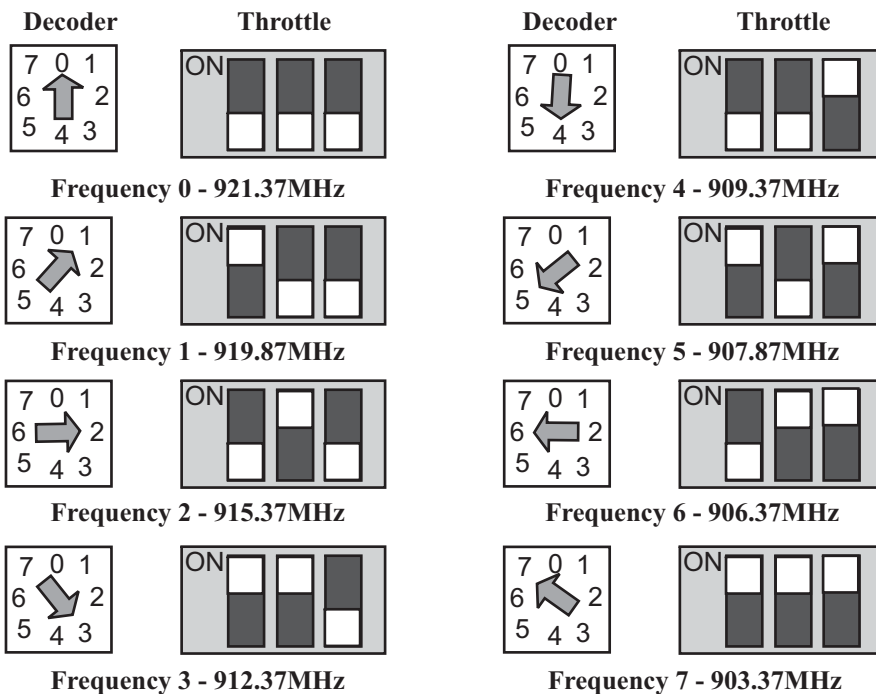 Decoder Throttle Decoder Throttle
7 0 1 ON 7 0 1 ON
6 2 6 2
5 4 3 5 4 3
Frequency 0 - 921.37MHz Frequency 4 - 909.37MHz
7 0 1 ON 7 0 1 ON
6 2 6 2
5 4 3 5 4 3
Frequency 1 - 919.87MHz Frequency 5 - 907.87MHz
7 0 1 ON 7 0 1 ON
6 2 6 2
5 4 3 5 4 3
Frequency 2 - 915.37MHz Frequency 6 - 906.37MHz
7 0 1 ON 7 0 1 ON
6 2 6 2
5 4 3 5 4 3
Frequency 3 - 912.37MHz Frequency 7 - 903.37MHz